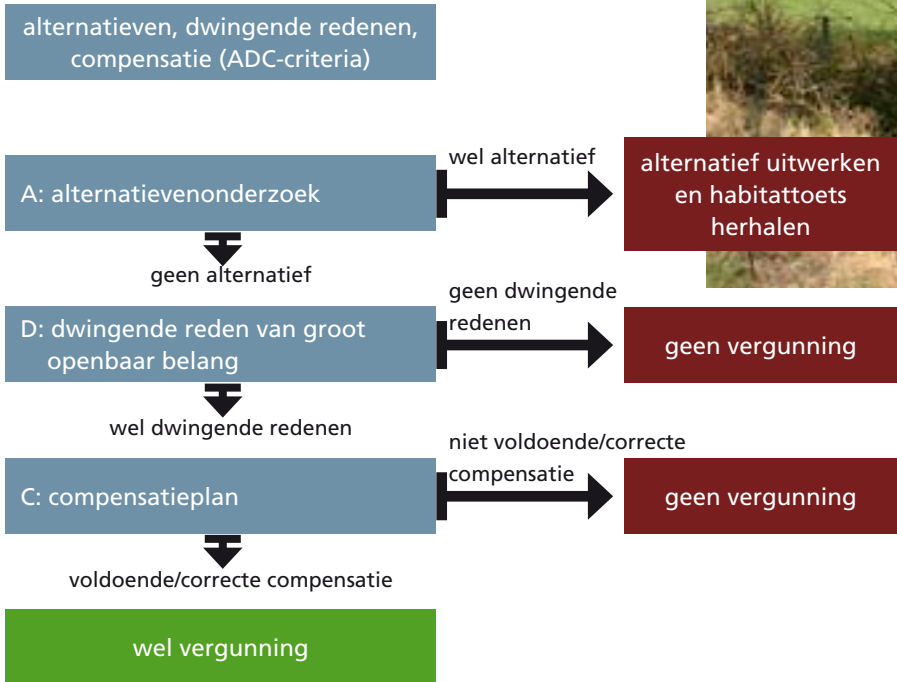 alternatieven, dwingende redenen,
compensatie (ADC-criteria)
A: alternatievenonderzoek
wel alternatief
alternatief uitwerken
en habitattoets
herhalen
geen alternatief
D: dwingende reden van groot
openbaar belang
geen dwingende
redenen
geen vergunning
wel dwingende redenen
C: compensatieplan
niet voldoende/correcte
compensatie
geen vergunning
voldoende/correcte compensatie
wel vergunning